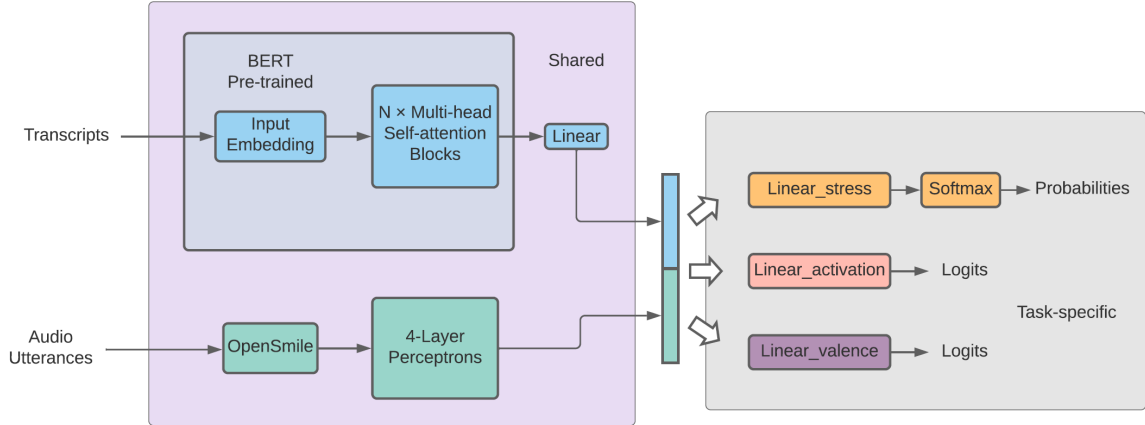 BERT
Pre-trained
Shared
Transcripts
Input
Embedding
N × Multi-head
Self-attention
Blocks
Linear
Linear_stress
Softmax
Probabilities
Linear_activation
Logits
Task-specific
Audio
Utterances
OpenSmile
4-Layer
Perceptrons
Linear_valence
Logits